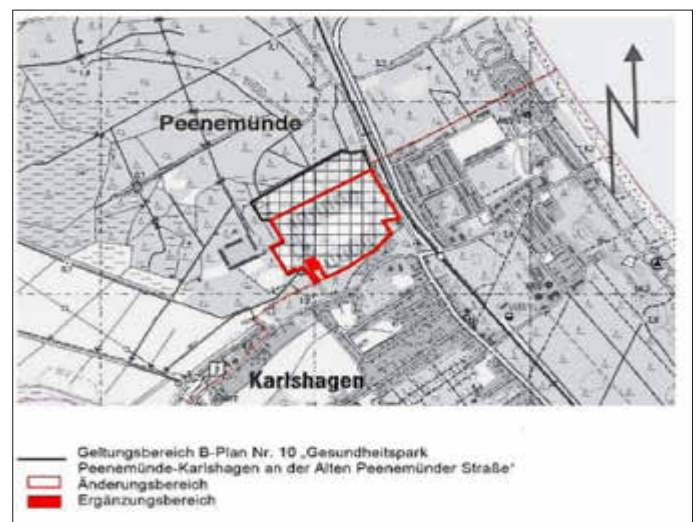 Peenemünde
Karlshagen
Geltungsbereich B-Plan Nr. 10 „Gesundheitspark
Peenemünde-Karlshagen an der Alten Peenemünder Straße"
Änderungsbereich
Ergänzungsbereich